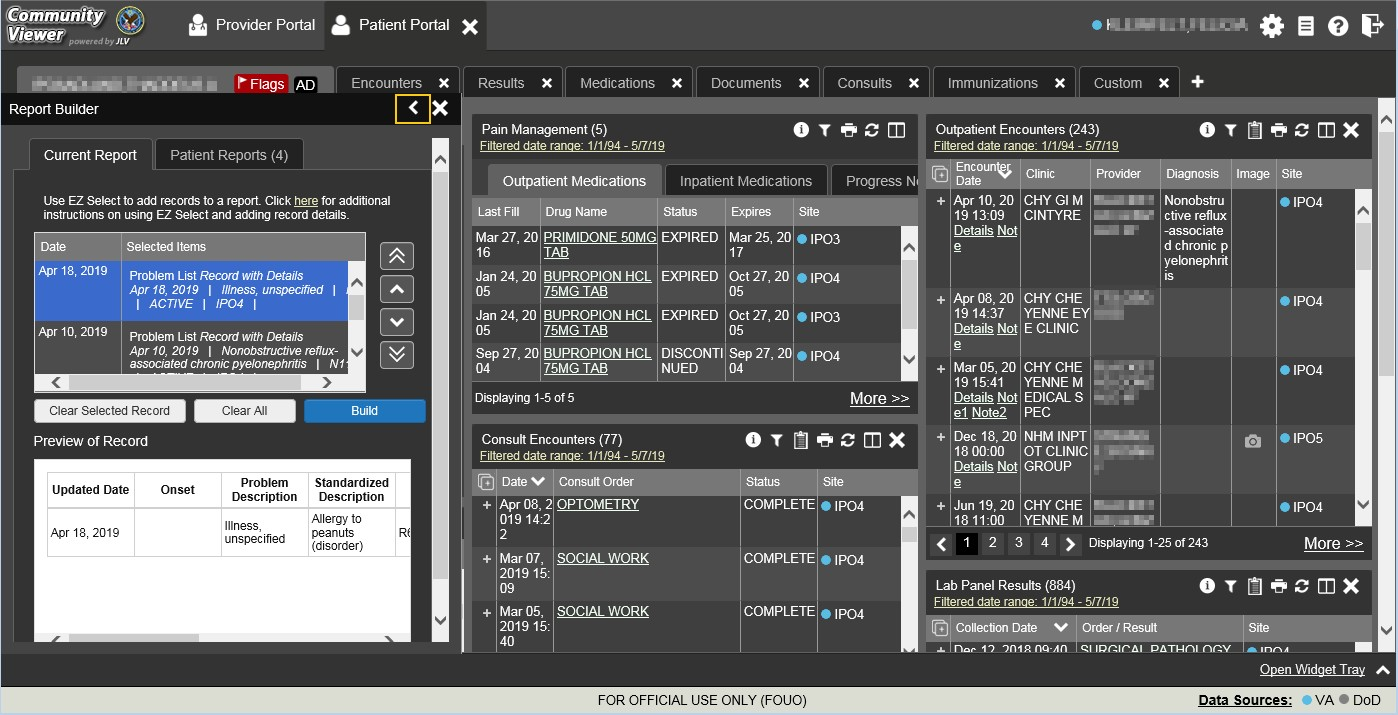 Community
Viewer
powered by JLV
Provider Portal
Patient Portal
Flags AD
Encounters
Results
Medications
Documents
Consults
Immunizations
Custom
Report Builder
Current Report
Patient Reports (4)
Use EZ Select to add records to a report. Click here for additional
instructions on using EZ Select and adding record details.
Date Selected Items
Apr 18, 2019 Problem List Record with Details
Apr 18, 2019 | Illness, unspecified |
| ACTIVE | IPO4 |
Apr 10, 2019 Problem List Record with Details
Apr 10, 2019 | Nonobstructive reflux-
associated chronic pyelonephritis | N1
Clear Selected Record
Clear All
Build
Preview of Record
Updated Date Onset Problem Description Standardized Description
Apr 18, 2019 Illness, unspecified Allergy to peanuts (disorder) R6
Pain Management (5)
Filtered date range: 1/1/94 - 5/7/19
Outpatient Medications
Inpatient Medications
Progress No
Last Fill Drug Name Status Expires Site
Mar 27, 20 PRIMIDONE 50MG EXPIRED Mar 25, 20 IPO3
16 TAB 17
Jan 24, 20 BUPROPION HCL EXPIRED Oct 27, 20 IPO4
05 75MG TAB 05
Jan 24, 20 BUPROPION HCL EXPIRED Oct 27, 20 IPO3
05 75MG TAB 05
Sep 27, 20 BUPROPION HCL DISCONTI Sep 27, 20 IPO4
04 75MG TAB NUED 04
Displaying 1-5 of 5
More >>
Consult Encounters (77)
Filtered date range: 1/1/94 - 5/7/19
Date Consult Order Status Site
Apr 08, 2 OPTOMETRY COMPLETE IPO4
019 14:2
2
Mar 07, SOCIAL WORK COMPLETE IPO4
2019 15:
09
Mar 05, SOCIAL WORK COMPLETE IPO4
2019 15:
40
Outpatient Encounters (243)
Filtered date range: 1/1/94 - 5/7/19
Encounter Date Clinic Provider Diagnosis Image Site
Apr 10, 20 CHY GI M Nonobstru IPO4
19 13:09 CINTYRE ctive reflux
Details Not -associate
e d chronic p
yelonephrit
is
Apr 08, 20 CHY CHE IPO4
19 14:37 YENNE EY
Details Not E CLINIC
e
Mar 05, 20 CHY CHE IPO4
19 15:41 YENNE M
Details No EDICAL S
te1 Note2 PEC
Dec 18, 20 NHM INPT IPO5
18 00:00 OT CLINIC
Details Not GROUP
e
Jun 19, 20 CHY CHE IPO4
18 11:00 YENNE M
1 2 3 4 Displaying 1-25 of 243
More >>
Lab Panel Results (884)
Filtered date range: 1/1/94 - 5/7/19
Collection Date Order / Result Site
Dec 12, 2018 09:40 SURGICAL PATHOLOGY IPO4
Open Widget Tray
FOR OFFICIAL USE ONLY (FOUO)
Data Sources: VA DoD